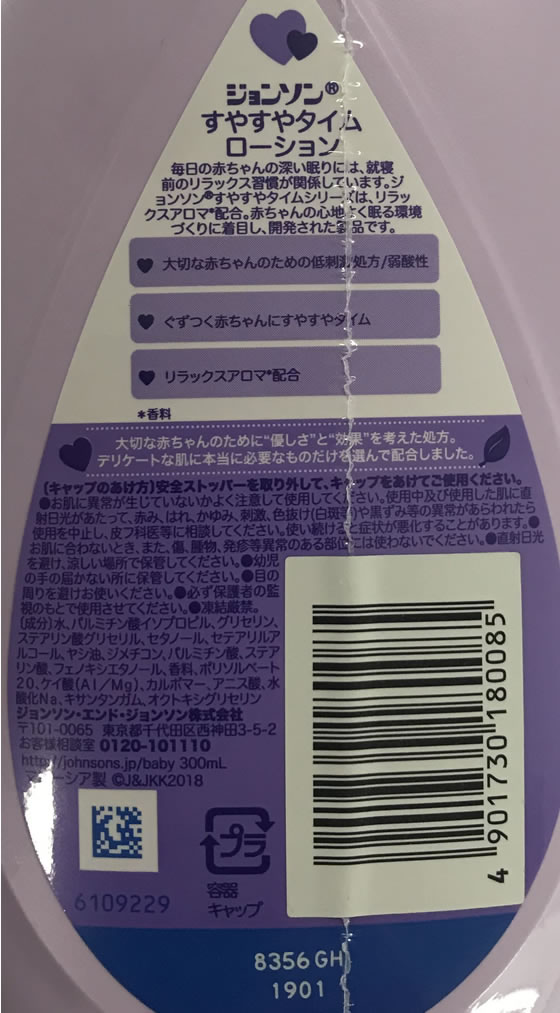 ジョンソン®
すやすやタイム
ローション
毎日の赤ちゃんの深い眠りには、就寝
前のリラックス習慣が関係しています。ジ
ョンソン®すやすやタイムシリーズは、リラッ
クスアロマ*配合。赤ちゃんの心地よく眠る環境
づくりに着目し、開発された製品です。
大切な赤ちゃんのための低刺激処方/弱酸性
ぐずつく赤ちゃんにすやすやタイム
リラックスアロマ*配合
*香料
大切な赤ちゃんのために“優しさ”と“効果”を考えた処方。
デリケートな肌に本当に必要なものだけを選んで配合しました。
〔キャップのあけ方〕安全ストッパーを取り外して、キャップをあけてご使用ください。
●お肌に異常が生じていないかよく注意して使用してください。使用中及び使用した肌に直
射日光があたって、赤み、はれ、かゆみ、刺激、色抜け(白斑等)や黒ずみ等の異常があらわれたら
使用を中止し、皮フ科医等に相談してください。使い続けると症状が悪化することがあります。●
お肌に合わないとき、また、傷、腫物、発疹等異常のある部位には使わないでください。●直射日光
を避け、涼しい場所で保管してください。●幼児
の手の届かない所に保管してください。●目の
周りを避けお使いください。●必ず保護者の監
視のもとで使用させてください。●凍結厳禁。
〔成分〕水、パルミチン酸イソプロピル、グリセリン、
ステアリン酸グリセリル、セタノール、セテアリルア
ルコール、ヤシ油、ジメチコン、パルミチン酸、ステア
リン酸、フェノキシエタノール、香料、ポリソルベート
20、ケイ酸(Al/Mg)、カルボマー、アニス酸、水
酸化Na、キサンタンガム、オクトキシグリセリン
ジョンソン・エンド・ジョンソン株式会社
〒101-0065 東京都千代田区西神田3-5-2
お客様相談室 0120-101110
http://johnsons.jp/baby 300mL
マレーシア製 ©J&JKK2018
プラ
容器
キャップ
6109229
4 901730 180085
8356 GH
1901